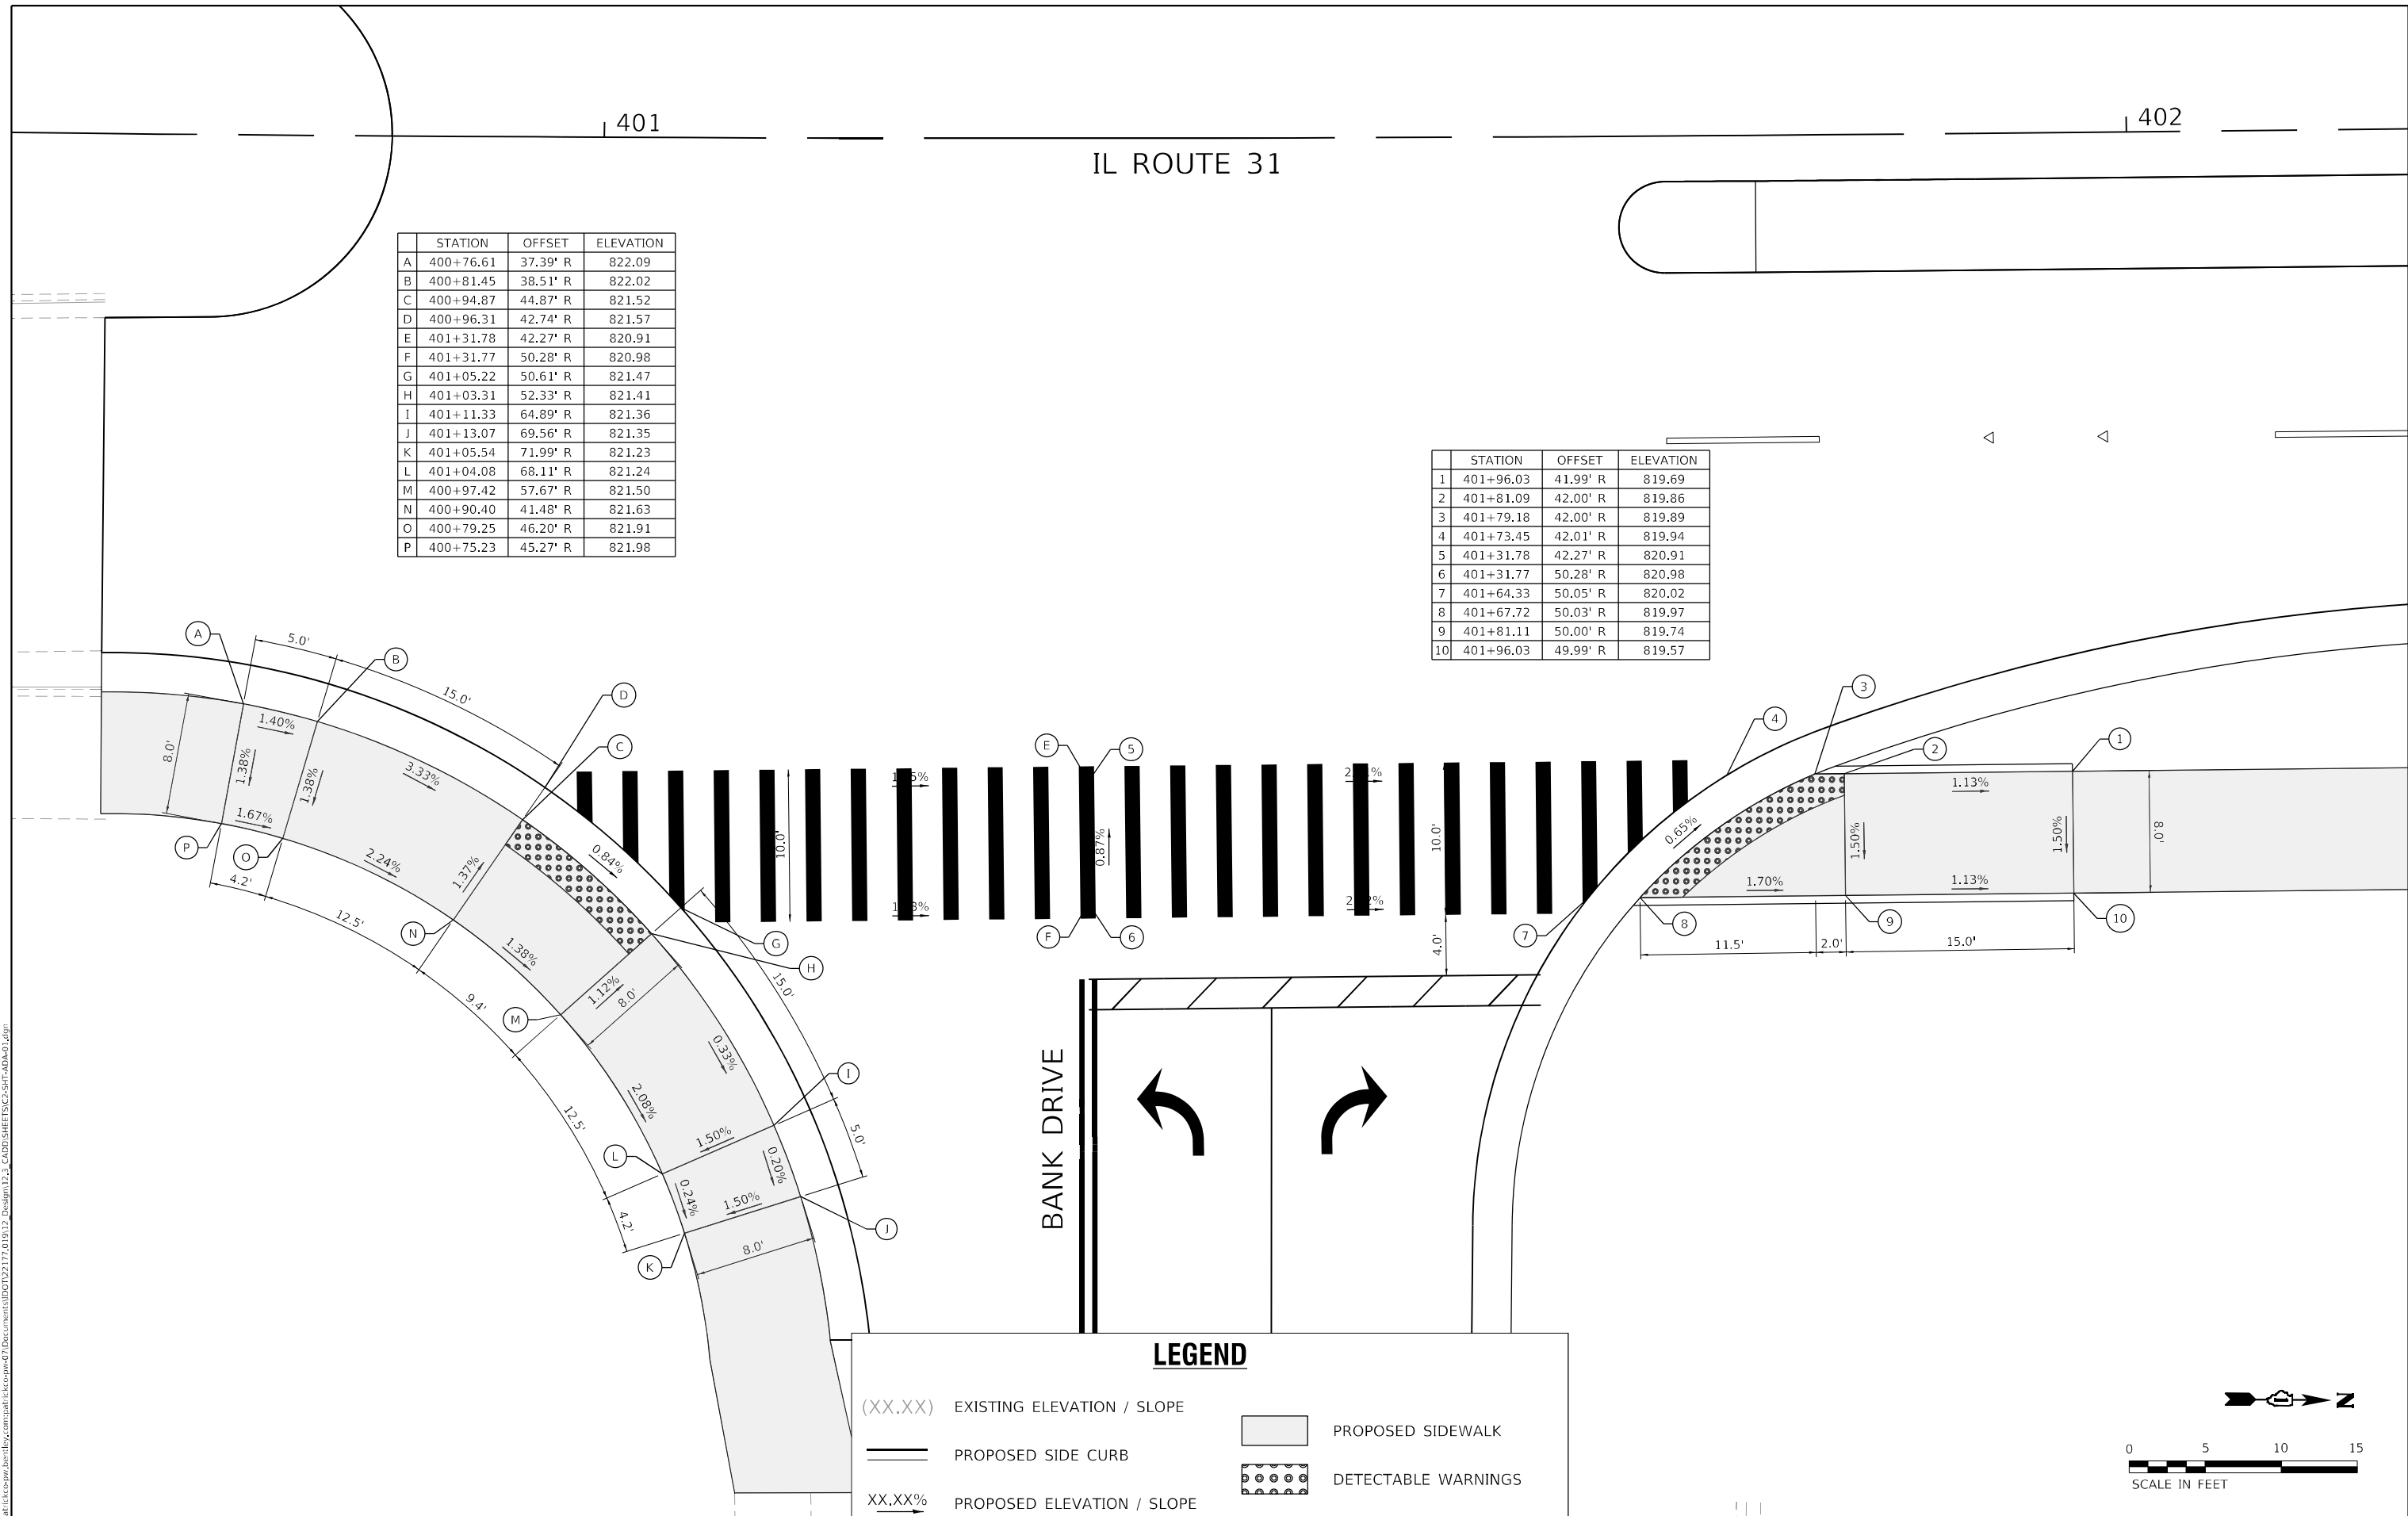 401
402
IL ROUTE 31
STATION OFFSET ELEVATION
A 400+76.61 37.39' R 822.09
B 400+81.45 38.51' R 822.02
C 400+94.87 44.87' R 821.52
D 400+96.31 42.74' R 821.57
E 401+31.78 42.27' R 820.91
F 401+31.77 50.28' R 820.98
G 401+05.22 50.61' R 821.47
H 401+03.31 52.33' R 821.41
I 401+11.33 64.89' R 821.36
J 401+13.07 69.56' R 821.35
K 401+05.54 71.99' R 821.23
L 401+04.08 68.11' R 821.24
M 400+97.42 57.67' R 821.50
N 400+90.40 41.48' R 821.63
O 400+79.25 46.20' R 821.91
P 400+75.23 45.27' R 821.98
STATION OFFSET ELEVATION
1 401+96.03 41.99' R 819.69
2 401+81.09 42.00' R 819.86
3 401+79.18 42.00' R 819.89
4 401+73.45 42.01' R 819.94
5 401+31.78 42.27' R 820.91
6 401+31.77 50.28' R 820.98
7 401+64.33 50.05' R 820.02
8 401+67.72 50.03' R 819.97
9 401+81.11 50.00' R 819.74
10 401+96.03 49.99' R 819.57
A
5.0'
B
15.0'
D
C
8.0'
1.40%
1.38%
1.38%
3.33%
1.67%
P
O
4.2'
2.24%
1.37%
12.5'
N
0.84%
1.38%
9.4'
M
1.12%
8.0'
G
H
15.0'
0.33%
2.08%
12.5'
I
5.0'
L
1.50%
0.20%
0.24%
1.50%
4.2'
K
J
8.0'
E
5
10.0'
0.87%
10.0'
F
6
4.0'
7
4
3
2
1
0.65%
1.13%
1.50%
1.50%
8.0'
1.70%
1.13%
8
9
10
11.5'
2.0'
15.0'
BANK DRIVE
LEGEND
(XX.XX) EXISTING ELEVATION / SLOPE
PROPOSED SIDE CURB
XX.XX% PROPOSED ELEVATION / SLOPE
PROPOSED SIDEWALK
DETECTABLE WARNINGS
N
0 5 10 15
SCALE IN FEET